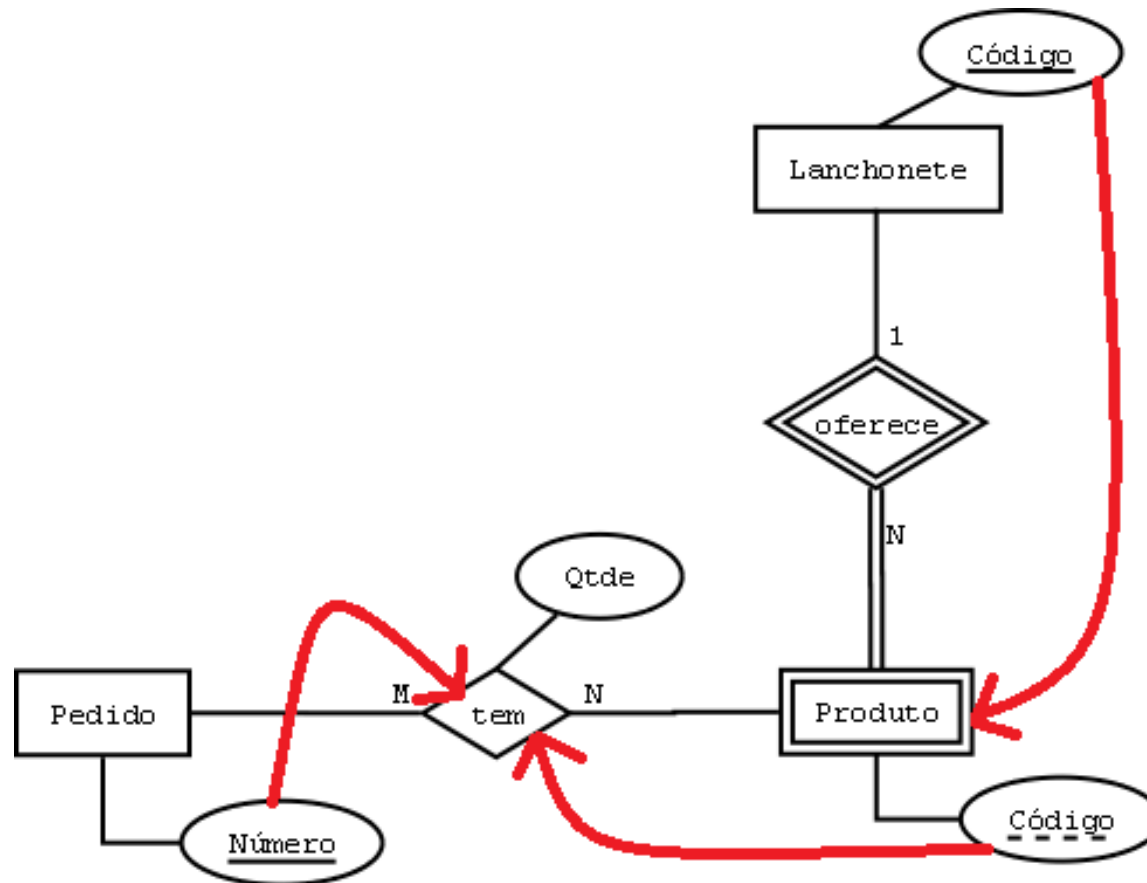 Código
Lanchonete
1
oferece
N
Qtde
Pedido
M
tem
N
Produto
Número
Código